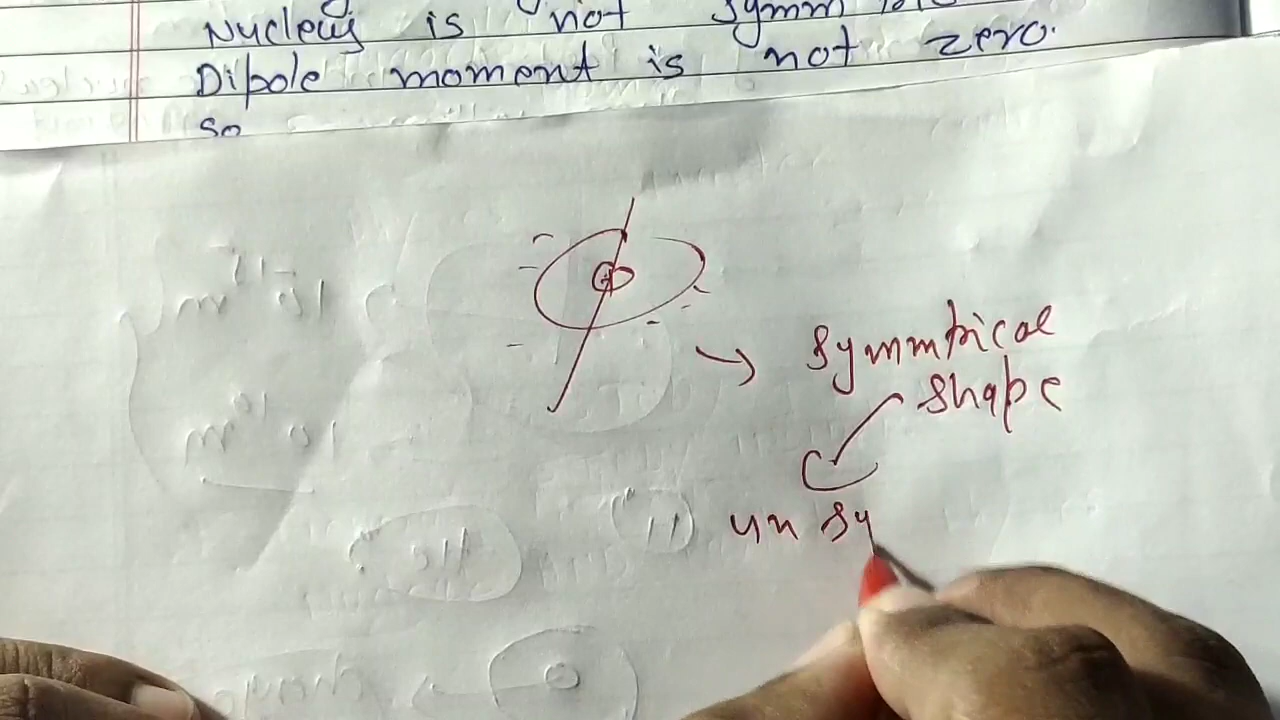 Nucleus is not symm
Dipole moment is not zero.
So
+
symmtrical
shape
un sy